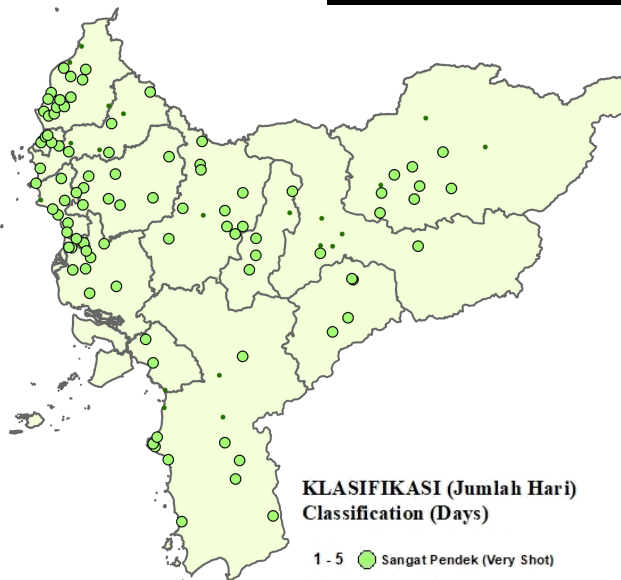 KLASIFIKASI (Jumlah Hari)
Classification (Days)
1 - 5 Sangat Pendek (Very Shot)